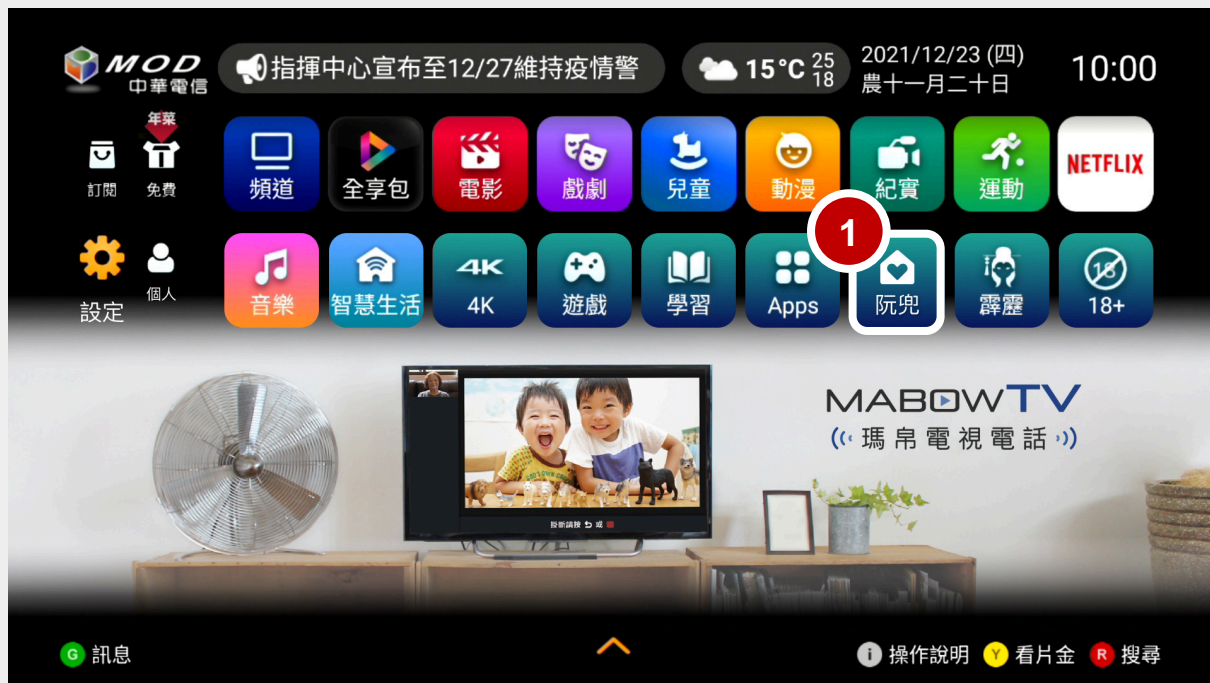 MOD
中華電信
指揮中心宣布至12/27維持疫情警
15°C
25
18
2021/12/23 (四)
農十一月二十日
10:00
訂閱
年菜
免費
頻道
全享包
電影
戲劇
兒童
動漫
紀實
運動
NETFLIX
1
設定
個人
音樂
智慧生活
4K
4K
遊戲
學習
Apps
阮兜
霹靂
18
18+
MABOWTV
瑪帛電視電話
掛斷請按 或
G 訊息
i 操作說明
Y 看片金
R 搜尋